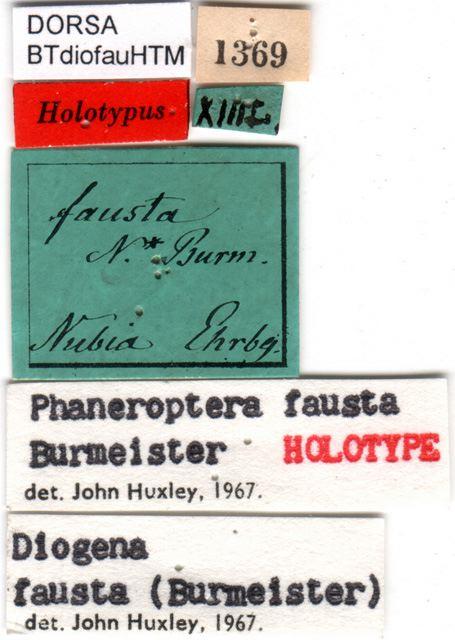 DORSA
BTdiofauHTM
1369
Holotypus
fausta
N.* Burm.
Nubia Ehrbg.
Phaneroptera fausta
Burmeister HOLOTYPE
det. John Huxley, 1967.
Diogena
fausta (Burmeister)
det. John Huxley, 1967.